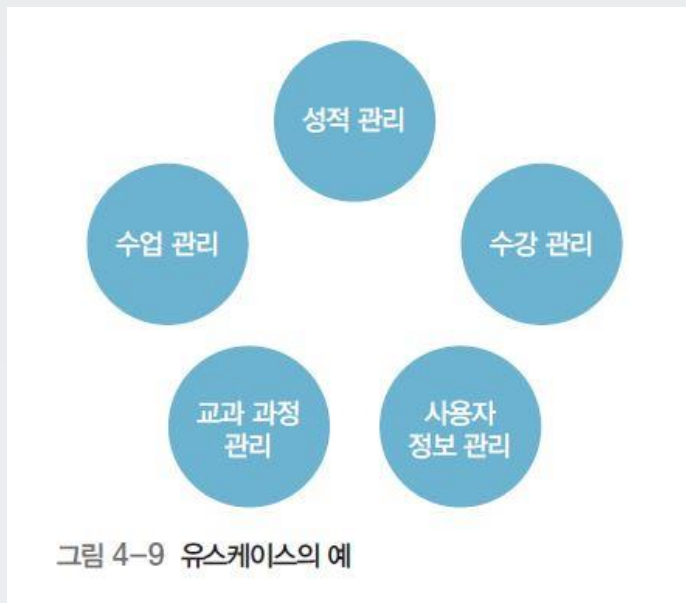 성적 관리
수업 관리
수강 관리
교과 과정
관리
사용자
정보 관리
그림 4-9 유스케이스의 예